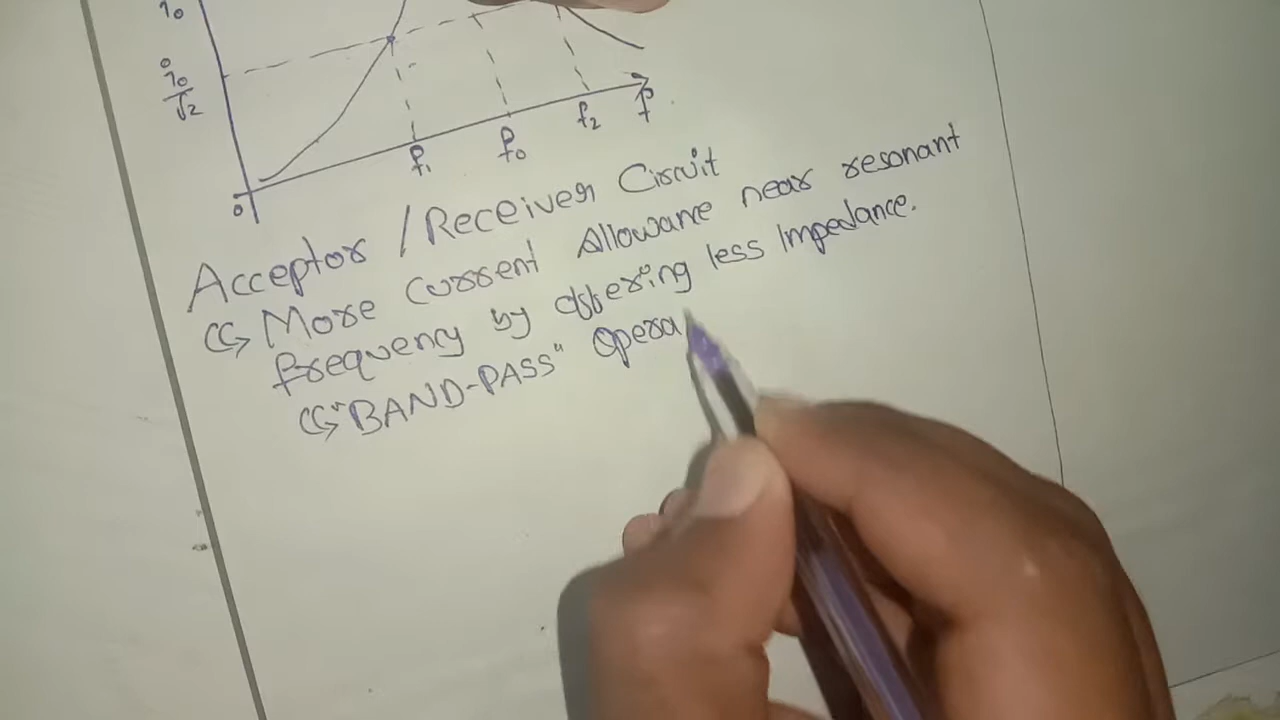 i0
i0
√2
0
f1
f0
f2
f
Acceptor / Receiver Circuit
↳ More Current Allowance near resonant
frequency by offering less Impedance.
↳ "BAND-PASS" Opera